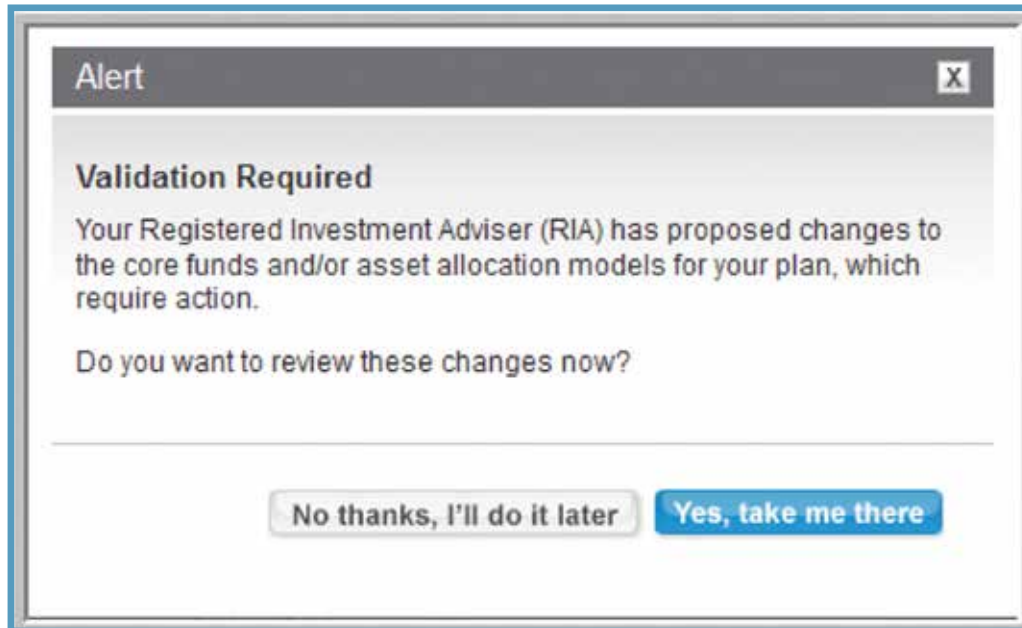 Alert
X
Validation Required
Your Registered Investment Adviser (RIA) has proposed changes to
the core funds and/or asset allocation models for your plan, which
require action.
Do you want to review these changes now?
No thanks, I'll do it later
Yes, take me there